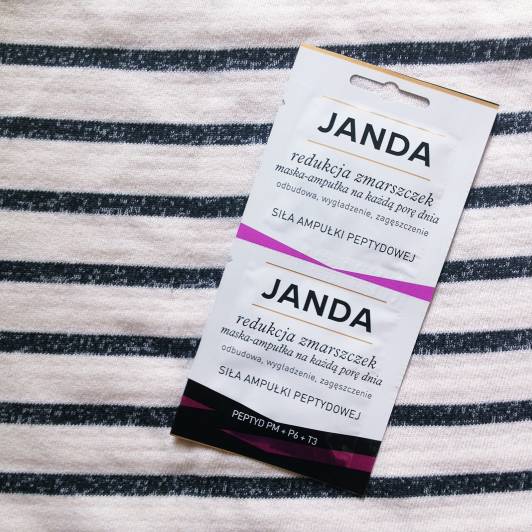 JANDA
redukcja zmarszczek
maska-ampułka na każdą porę dnia
odbudowa, wygładzenie, zagęszczenie
SIŁA AMPUŁKI PEPTYDOWEJ
JANDA
redukcja zmarszczek
maska-ampułka na każdą porę dnia
odbudowa, wygładzenie, zagęszczenie
SIŁA AMPUŁKI PEPTYDOWEJ
PEPTYD PM + P6 + T3